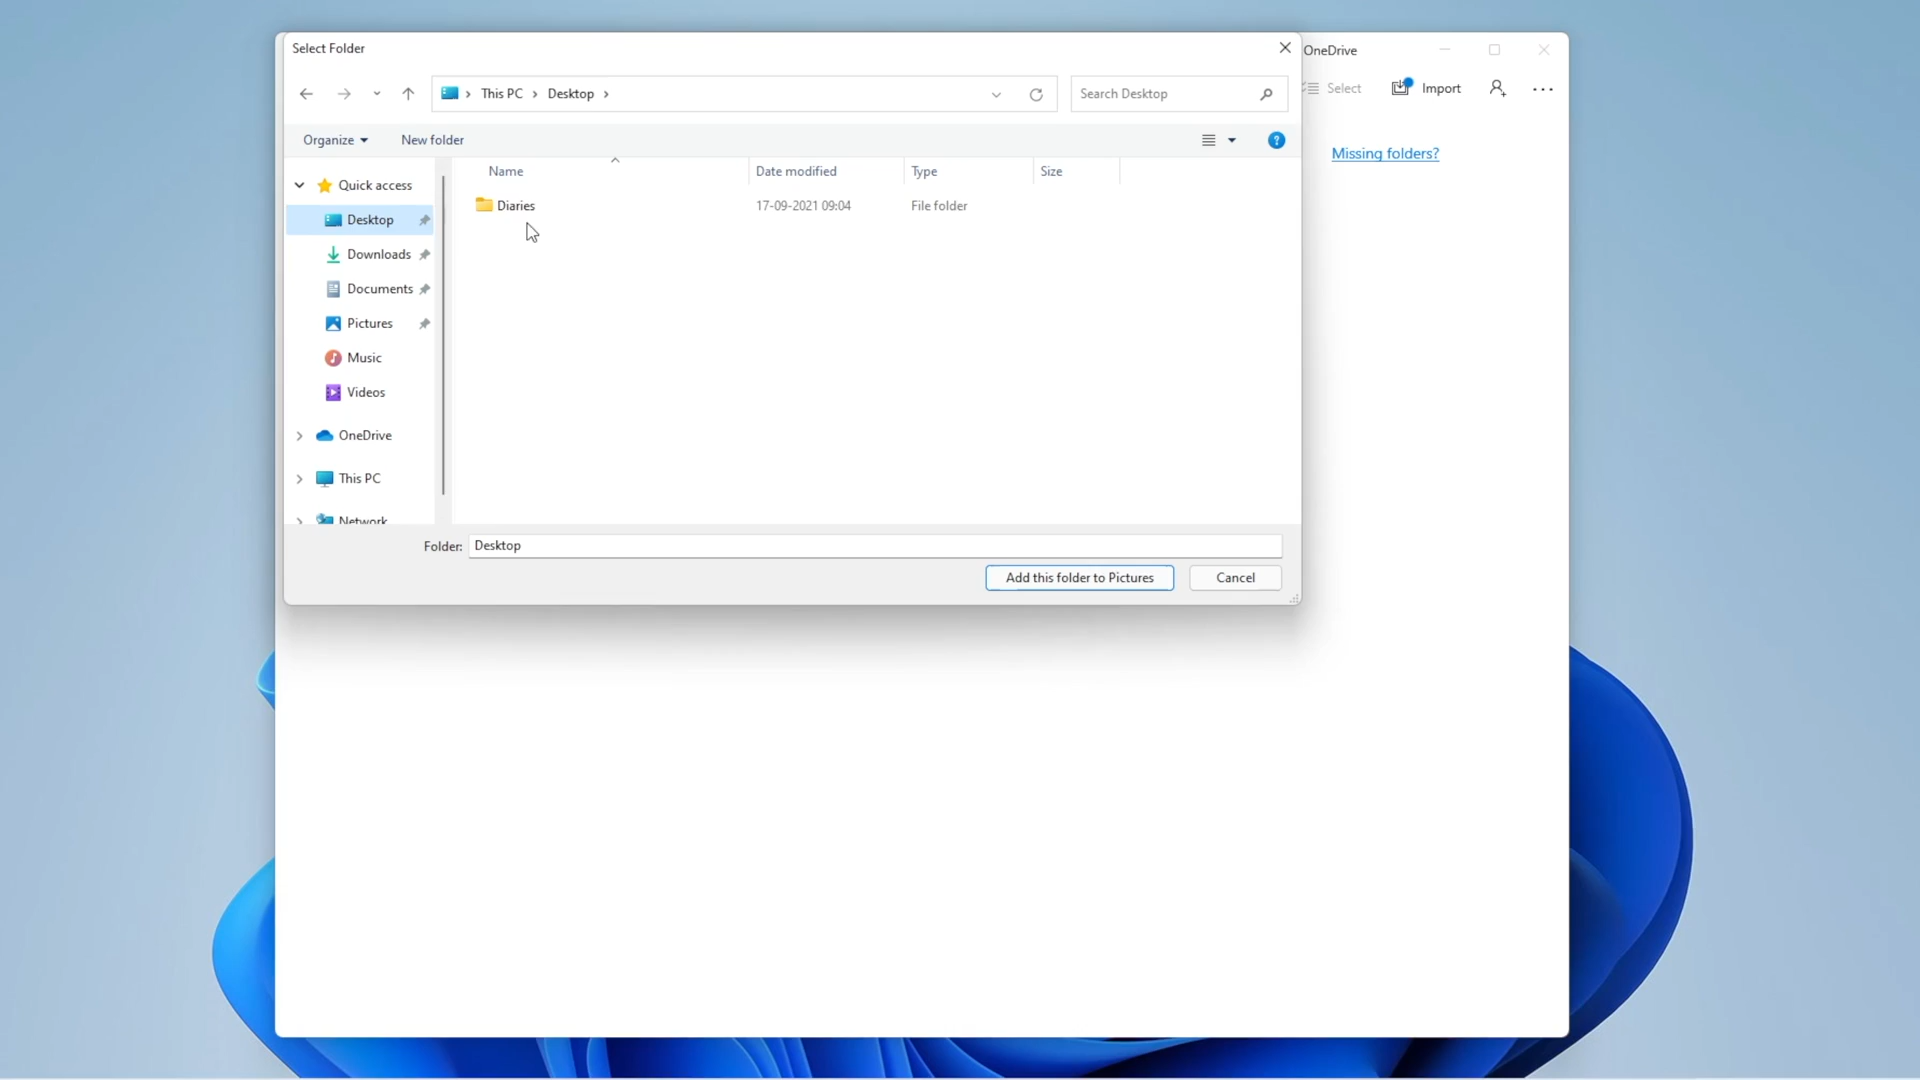 Select Folder
OneDrive
This PC
Desktop
Search Desktop
Select
Import
Organize
New folder
Missing folders?
Name
Date modified
Type
Size
Quick access
Diaries
17-09-2021 09:04
File folder
Desktop
Downloads
Documents
Pictures
Music
Videos
OneDrive
This PC
Network
Folder:
Desktop
Add this folder to Pictures
Cancel